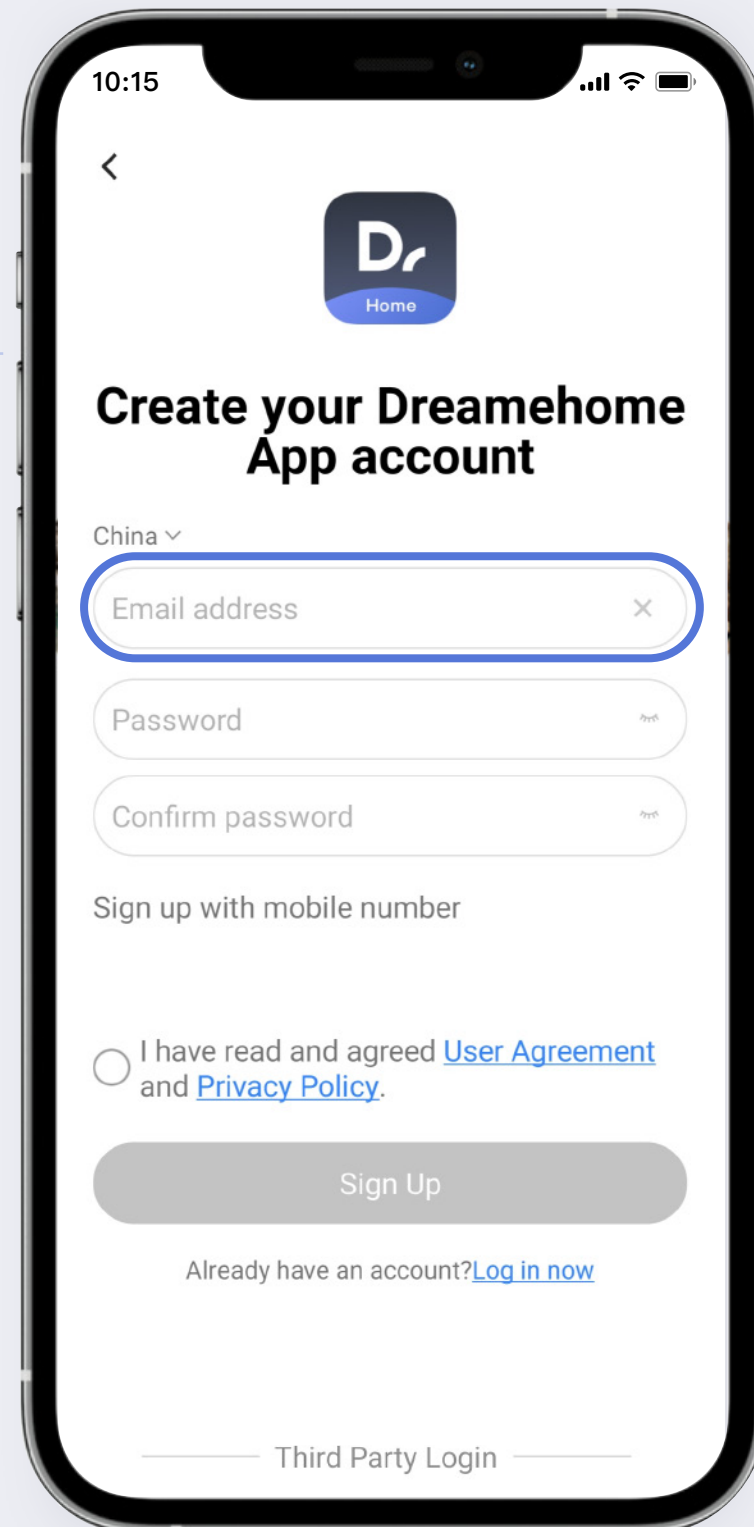 10:15
Dr
Home
Create your Dreamehome
App account
China
Email address
Password
Confirm password
Sign up with mobile number
I have read and agreed User Agreement
and Privacy Policy.
Sign Up
Already have an account?Log in now
Third Party Login